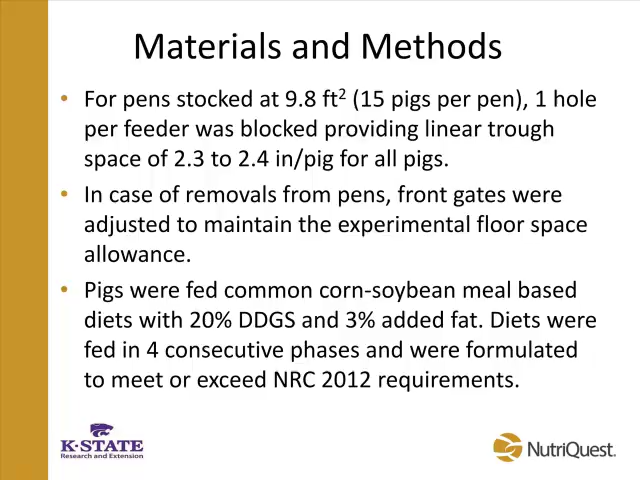 Materials and Methods
• For pens stocked at 9.8 ft² (15 pigs per pen), 1 hole
per feeder was blocked providing linear trough
space of 2.3 to 2.4 in/pig for all pigs.
• In case of removals from pens, front gates were
adjusted to maintain the experimental floor space
allowance.
• Pigs were fed common corn-soybean meal based
diets with 20% DDGS and 3% added fat. Diets were
fed in 4 consecutive phases and were formulated
to meet or exceed NRC 2012 requirements.
K-STATE
Research and Extension
NutriQuest.